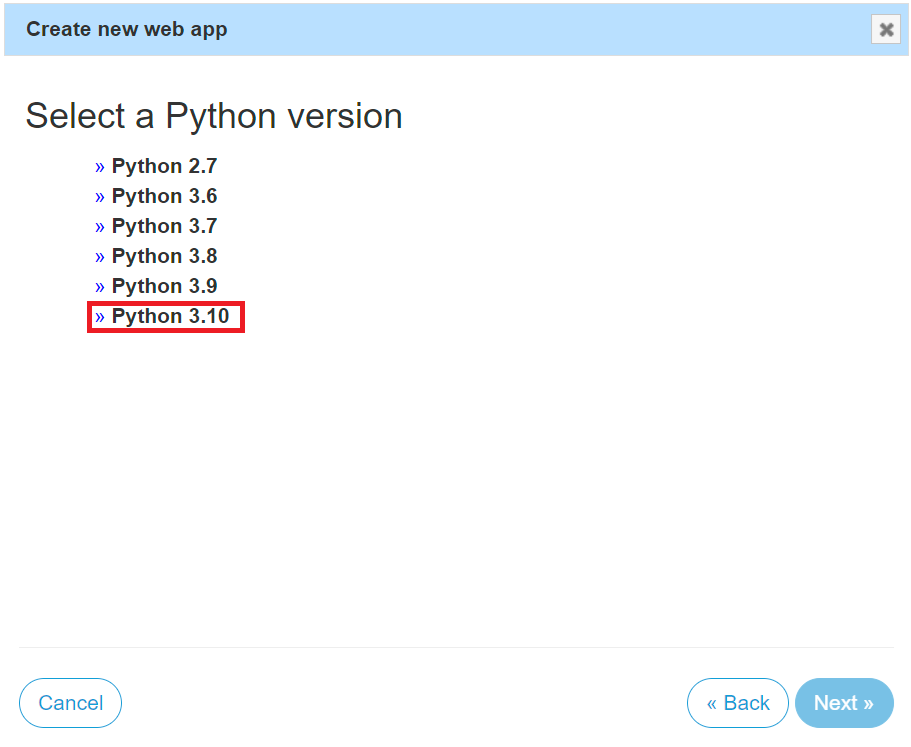 Create new web app
Select a Python version
» Python 2.7
» Python 3.6
» Python 3.7
» Python 3.8
» Python 3.9
» Python 3.10
Cancel
« Back
Next »